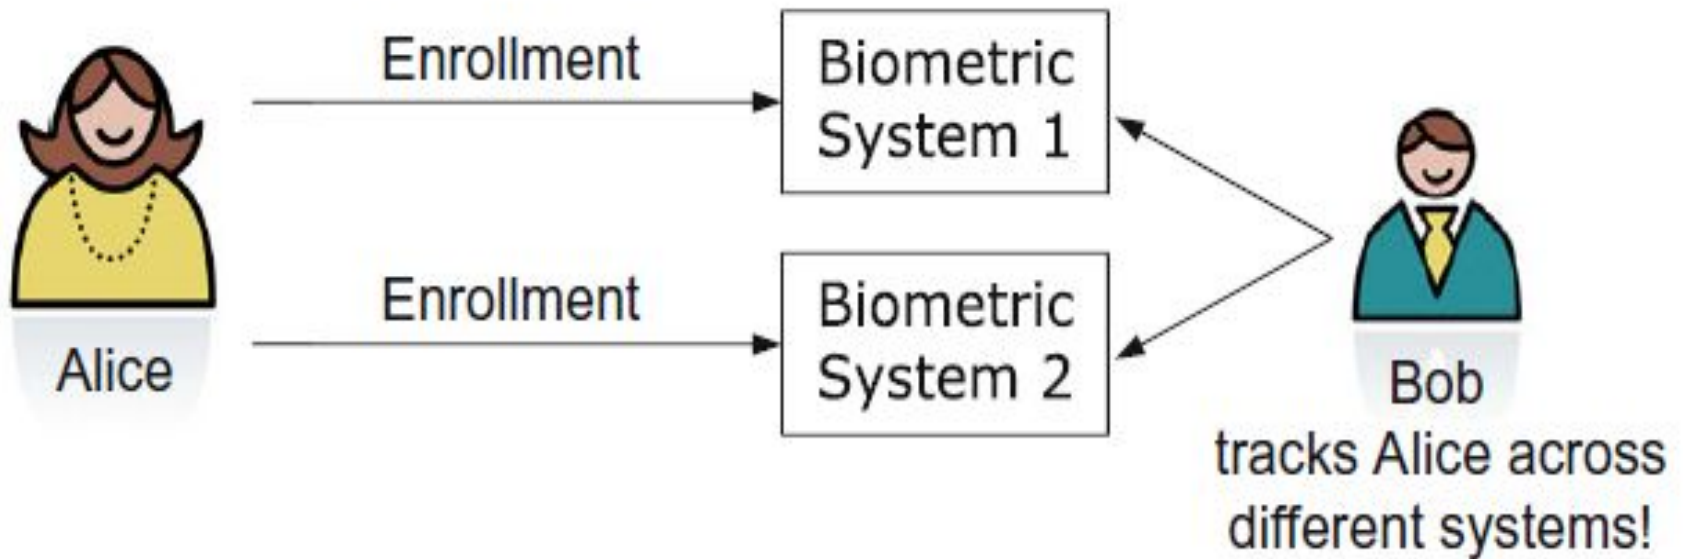 Enrollment
Biometric
System 1
Enrollment
Biometric
System 2
Alice
Bob
tracks Alice across
different systems!